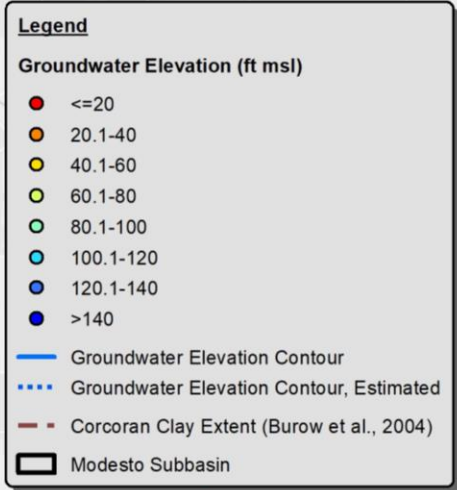 Legend
Groundwater Elevation (ft msl)
<=20
20.1-40
40.1-60
60.1-80
80.1-100
100.1-120
120.1-140
>140
Groundwater Elevation Contour
Groundwater Elevation Contour, Estimated
Corcoran Clay Extent (Burow et al., 2004)
Modesto Subbasin